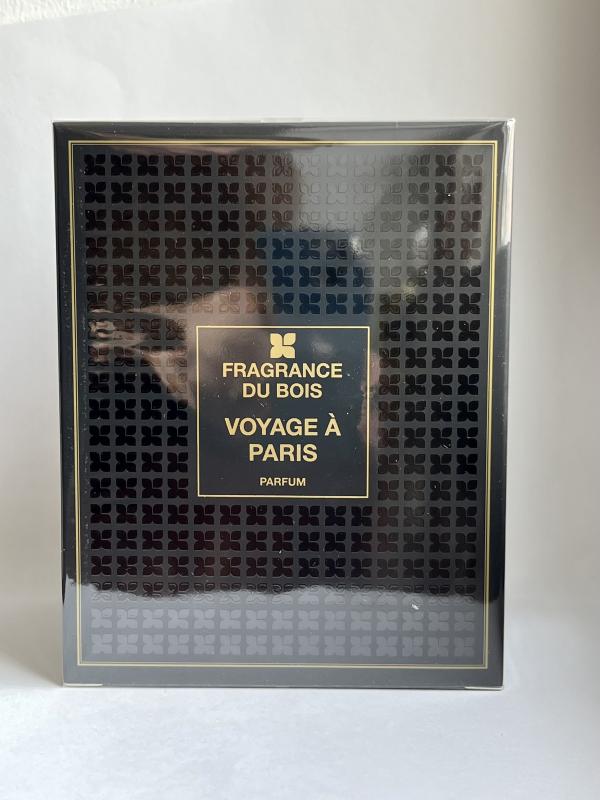 FRAGRANCE
DU BOIS
VOYAGE À
PARIS
PARFUM